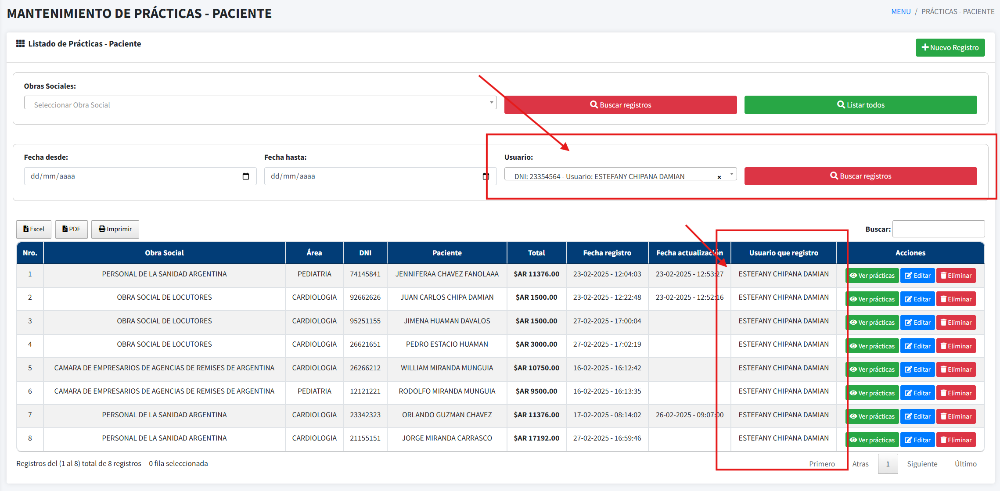 MANTENIMIENTO DE PRÁCTICAS - PACIENTE
MENU / PRÁCTICAS - PACIENTE
Listado de Prácticas - Paciente
Nuevo Registro
Obras Sociales:
Seleccionar Obra Social
Buscar registros
Listar todos
Fecha desde:
Fecha hasta:
Usuario:
dd/mm/aaaa
dd/mm/aaaa
DNI: 23354564 - Usuario: ESTEFANY CHIPANA DAMIAN ×
Buscar registros
Excel
PDF
Imprimir
Buscar:
Nro. Obra Social Área DNI Paciente Total Fecha registro Fecha actualización Usuario que registro Acciones
1 PERSONAL DE LA SANIDAD ARGENTINA PEDIATRIA 74145841 JENNIFERAA CHAVEZ FANOLAAA $AR 11376.00 23-02-2025 - 12:04:03 23-02-2025 - 12:53:27 ESTEFANY CHIPANA DAMIAN Ver prácticas Editar Eliminar
2 OBRA SOCIAL DE LOCUTORES CARDIOLOGIA 92662626 JUAN CARLOS CHIPA DAMIAN $AR 1500.00 23-02-2025 - 12:22:48 23-02-2025 - 12:52:16 ESTEFANY CHIPANA DAMIAN Ver prácticas Editar Eliminar
3 OBRA SOCIAL DE LOCUTORES CARDIOLOGIA 95251155 JIMENA HUAMAN DAVALOS $AR 1500.00 27-02-2025 - 17:00:04 ESTEFANY CHIPANA DAMIAN Ver prácticas Editar Eliminar
4 OBRA SOCIAL DE LOCUTORES CARDIOLOGIA 26621651 PEDRO ESTACIO HUAMAN $AR 3000.00 27-02-2025 - 17:02:19 ESTEFANY CHIPANA DAMIAN Ver prácticas Editar Eliminar
5 CAMARA DE EMPRESARIOS DE AGENCIAS DE REMISES DE ARGENTINA CARDIOLOGIA 26266212 WILLIAM MIRANDA MUNGUIA $AR 10750.00 16-02-2025 - 16:12:42 ESTEFANY CHIPANA DAMIAN Ver prácticas Editar Eliminar
6 CAMARA DE EMPRESARIOS DE AGENCIAS DE REMISES DE ARGENTINA PEDIATRIA 12121221 RODOLFO MIRANDA MUNGUIA $AR 9500.00 16-02-2025 - 16:13:35 ESTEFANY CHIPANA DAMIAN Ver prácticas Editar Eliminar
7 PERSONAL DE LA SANIDAD ARGENTINA CARDIOLOGIA 23342323 ORLANDO GUZMAN CHAVEZ $AR 11376.00 17-02-2025 - 08:14:02 26-02-2025 - 09:07:00 ESTEFANY CHIPANA DAMIAN Ver prácticas Editar Eliminar
8 PERSONAL DE LA SANIDAD ARGENTINA CARDIOLOGIA 21155151 JORGE MIRANDA CARRASCO $AR 17192.00 27-02-2025 - 16:59:46 ESTEFANY CHIPANA DAMIAN Ver prácticas Editar Eliminar
Registros del (1 al 8) total de 8 registros 0 fila seleccionada
Primero Atras 1 Siguiente Último